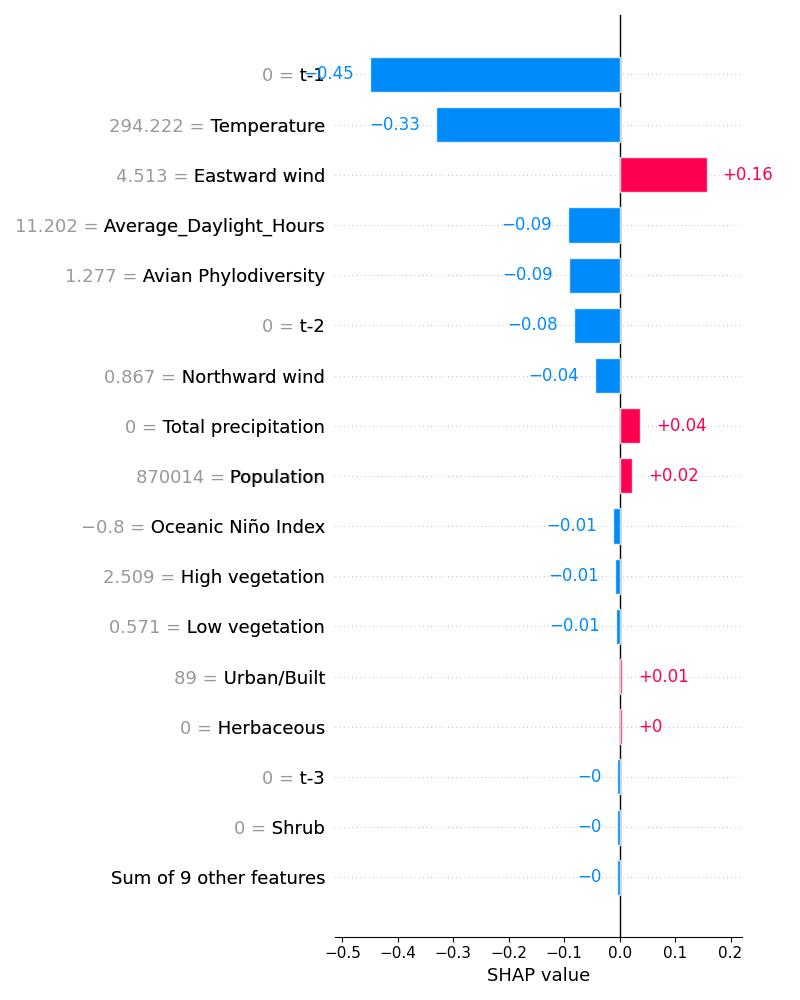 0 = t-1 −0.45
294.222 = Temperature −0.33
4.513 = Eastward wind +0.16
11.202 = Average_Daylight_Hours −0.09
1.277 = Avian Phylodiversity −0.09
0 = t-2 −0.08
0.867 = Northward wind −0.04
0 = Total precipitation +0.04
870014 = Population +0.02
−0.8 = Oceanic Niño Index −0.01
2.509 = High vegetation −0.01
0.571 = Low vegetation −0.01
89 = Urban/Built +0.01
0 = Herbaceous +0
0 = t-3 −0
0 = Shrub −0
Sum of 9 other features −0
−0.5 −0.4 −0.3 −0.2 −0.1 0.0 0.1 0.2
SHAP value